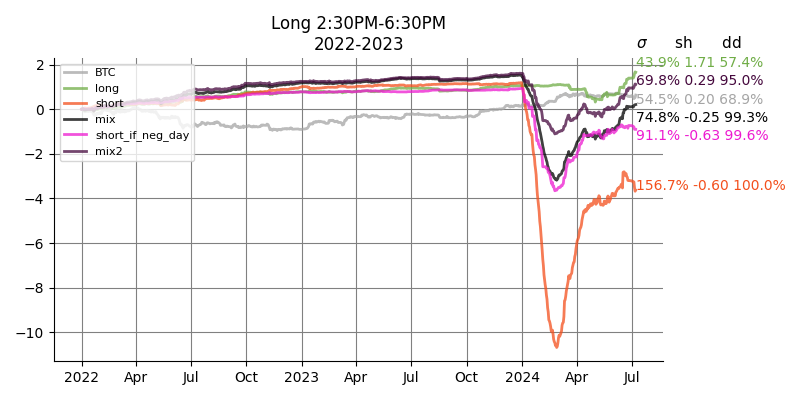 Long 2:30PM-6:30PM
2022-2023
σ sh dd
43.9% 1.71 57.4%
69.8% 0.29 95.0%
54.5% 0.20 68.9%
74.8% -0.25 99.3%
91.1% -0.63 99.6%
156.7% -0.60 100.0%
BTC
long
short
mix
short_if_neg_day
mix2
2
0
−2
−4
−6
−8
−10
2022 Apr Jul Oct 2023 Apr Jul Oct 2024 Apr Jul